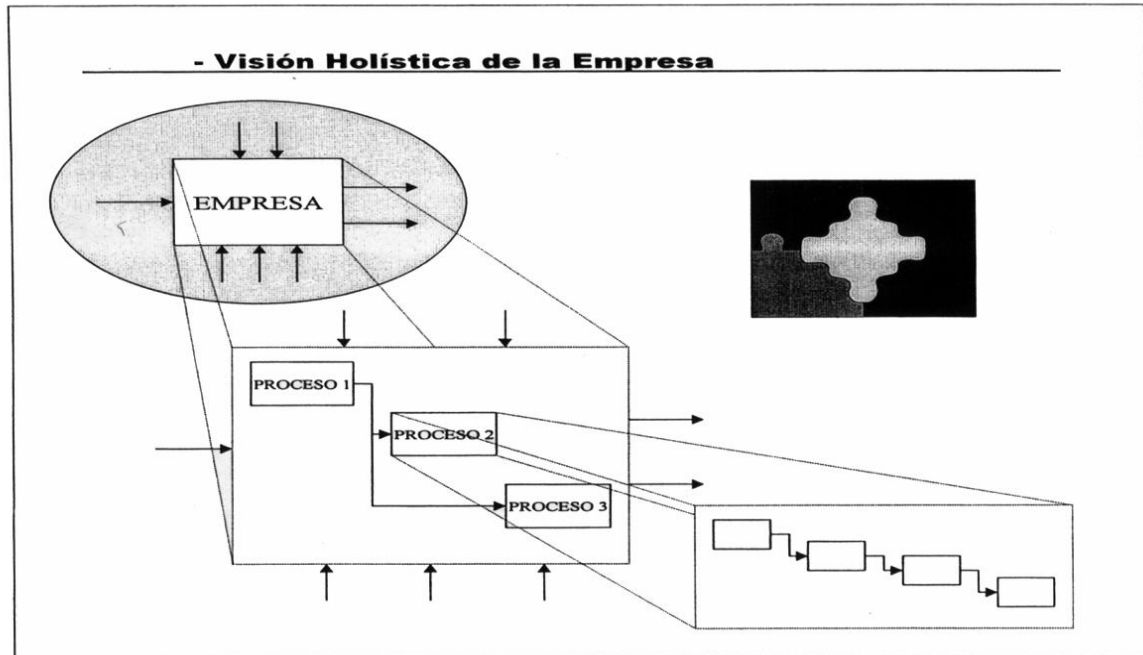 - Visión Holística de la Empresa
EMPRESA
PROCESO 1
PROCESO 2
PROCESO 3